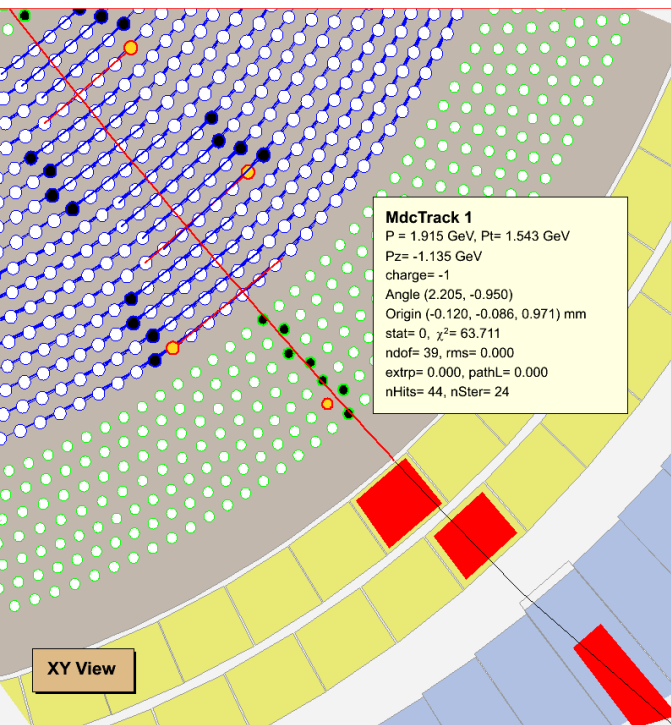 MdcTrack 1
P = 1.915 GeV, Pt= 1.543 GeV
Pz= -1.135 GeV
charge= -1
Angle (2.205, -0.950)
Origin (-0.120, -0.086, 0.971) mm
stat= 0, χ²= 63.711
ndof= 39, rms= 0.000
extrp= 0.000, pathL= 0.000
nHits= 44, nSter= 24
XY View